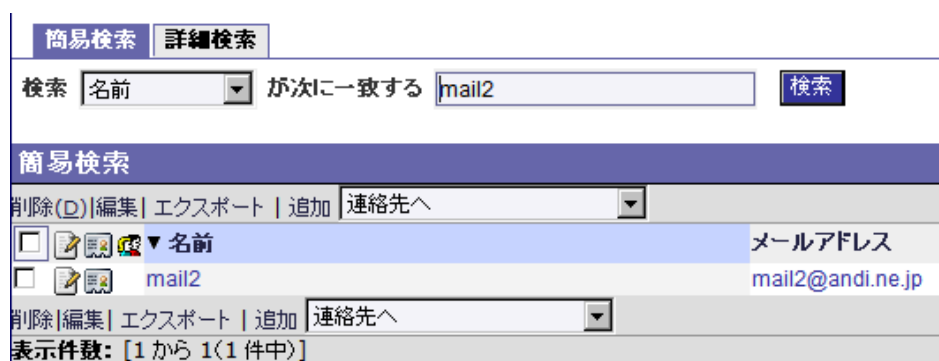 簡易検索 詳細検索
検索 名前 が次に一致する mail2 検索
簡易検索
削除(D)|編集| エクスポート | 追加 連絡先へ
▼ 名前 メールアドレス
mail2 mail2@andi.ne.jp
削除|編集| エクスポート | 追加 連絡先へ
表示件数: [1 から 1(1 件中)]